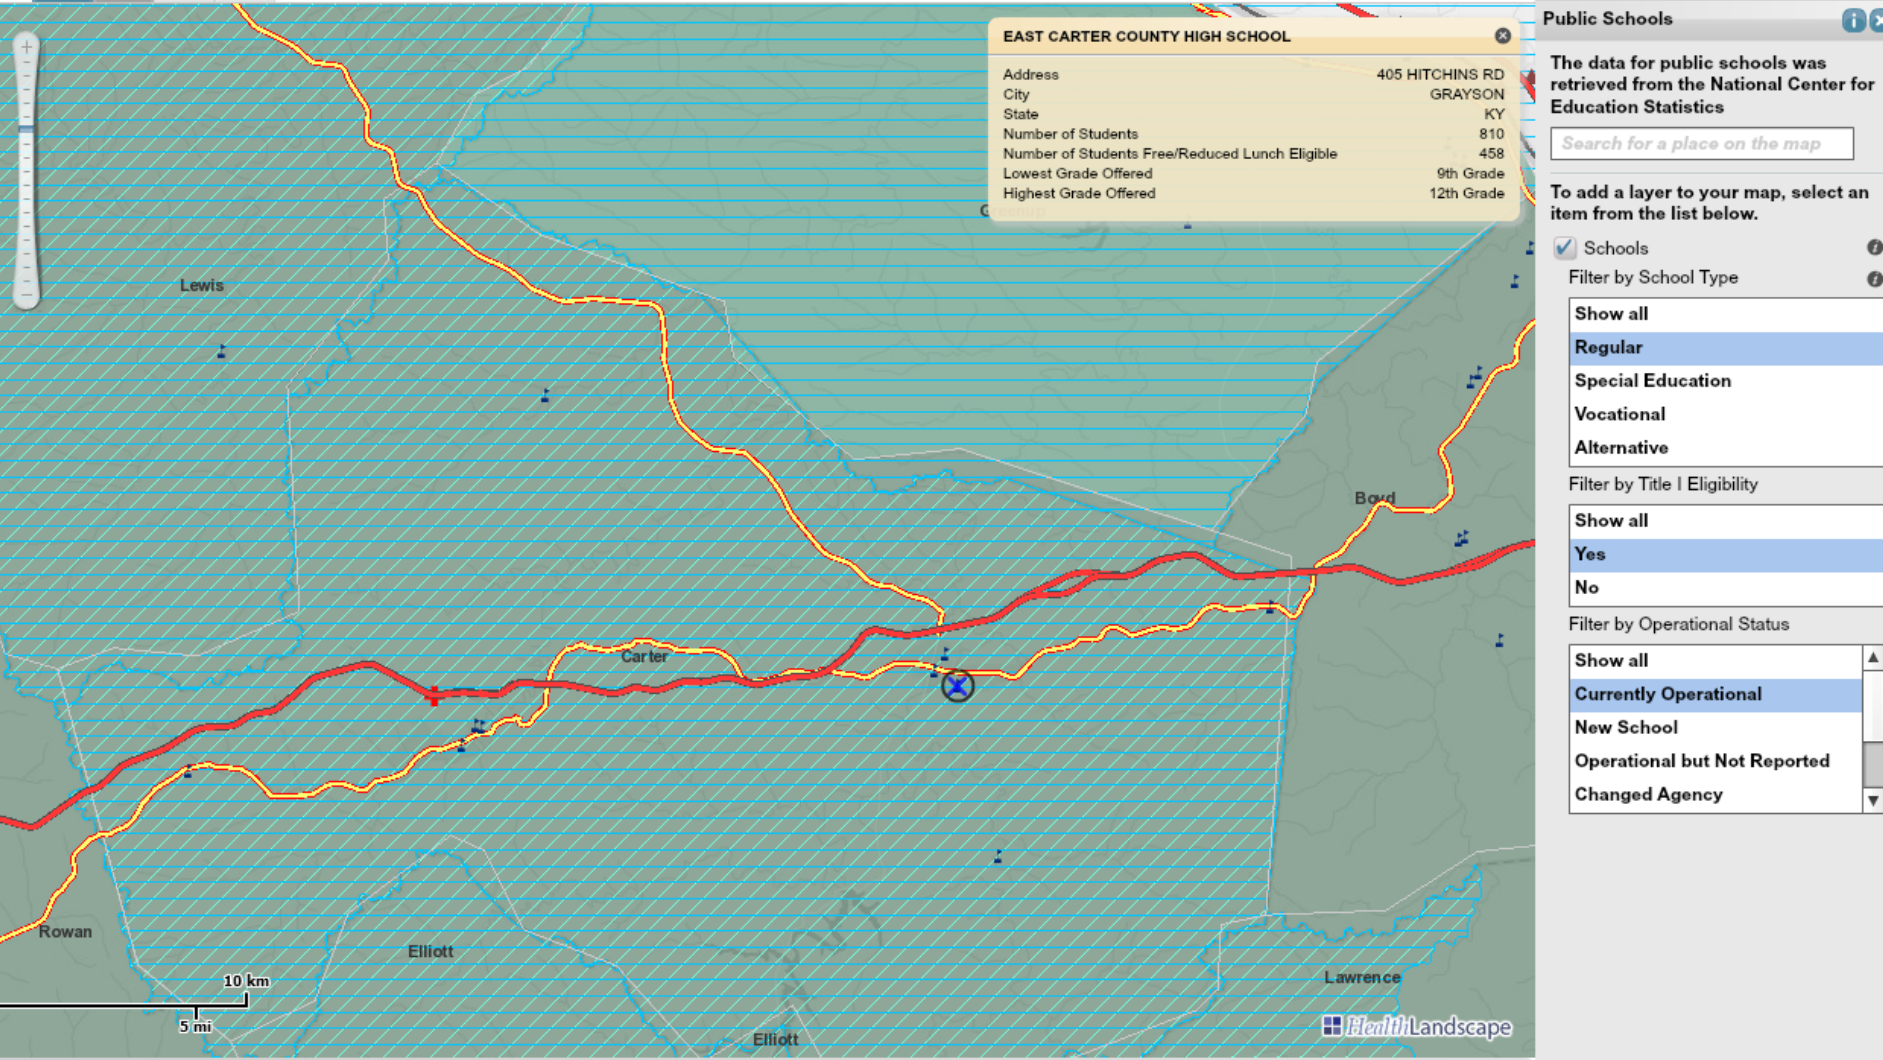 EAST CARTER COUNTY HIGH SCHOOL
Address 405 HITCHINS RD
City GRAYSON
State KY
Number of Students 810
Number of Students Free/Reduced Lunch Eligible 458
Lowest Grade Offered 9th Grade
Highest Grade Offered 12th Grade
Greenup
Lewis
Boyd
Carter
Rowan
Elliott
Lawrence
Elliott
10 km
5 mi
HealthLandscape
Public Schools
The data for public schools was
retrieved from the National Center for
Education Statistics
Search for a place on the map
To add a layer to your map, select an
item from the list below.
Schools
Filter by School Type
Show all
Regular
Special Education
Vocational
Alternative
Filter by Title I Eligibility
Show all
Yes
No
Filter by Operational Status
Show all
Currently Operational
New School
Operational but Not Reported
Changed Agency